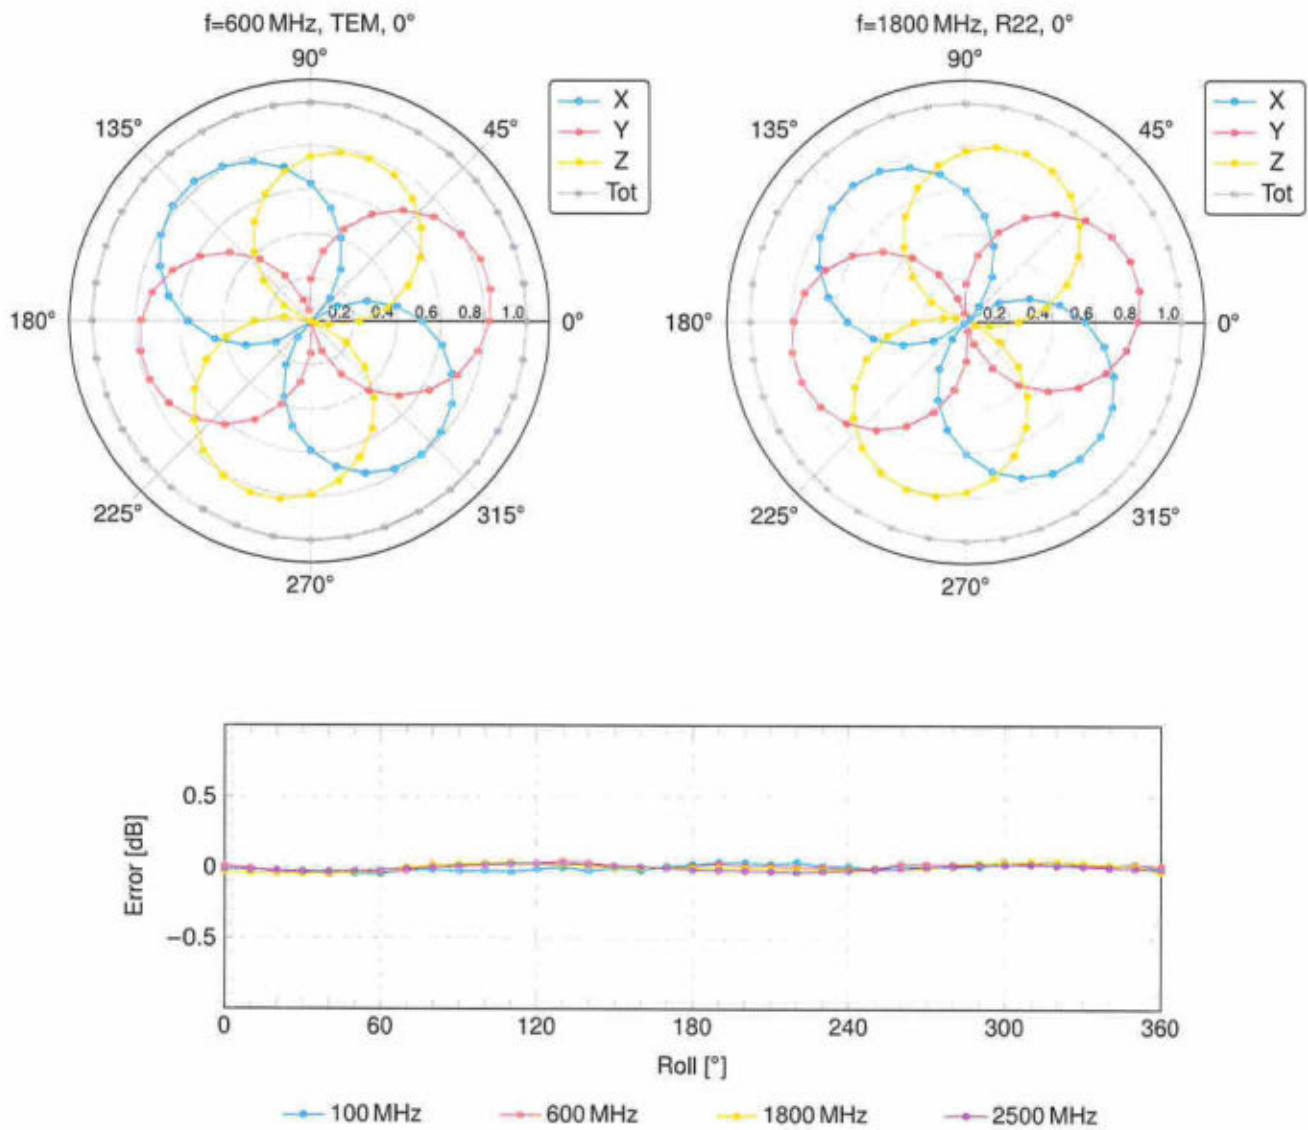 f=600 MHz, TEM, 0°
90°
135°
45°
180°
0.2 0.4 0.6 0.8 1.0
0°
225°
315°
270°
X
Y
Z
Tot
f=1800 MHz, R22, 0°
90°
135°
45°
180°
0.2 0.4 0.6 0.8 1.0
0°
225°
315°
270°
X
Y
Z
Tot
Error [dB]
0.5
0
−0.5
0 60 120 180 240 300 360
Roll [°]
100 MHz 600 MHz 1800 MHz 2500 MHz